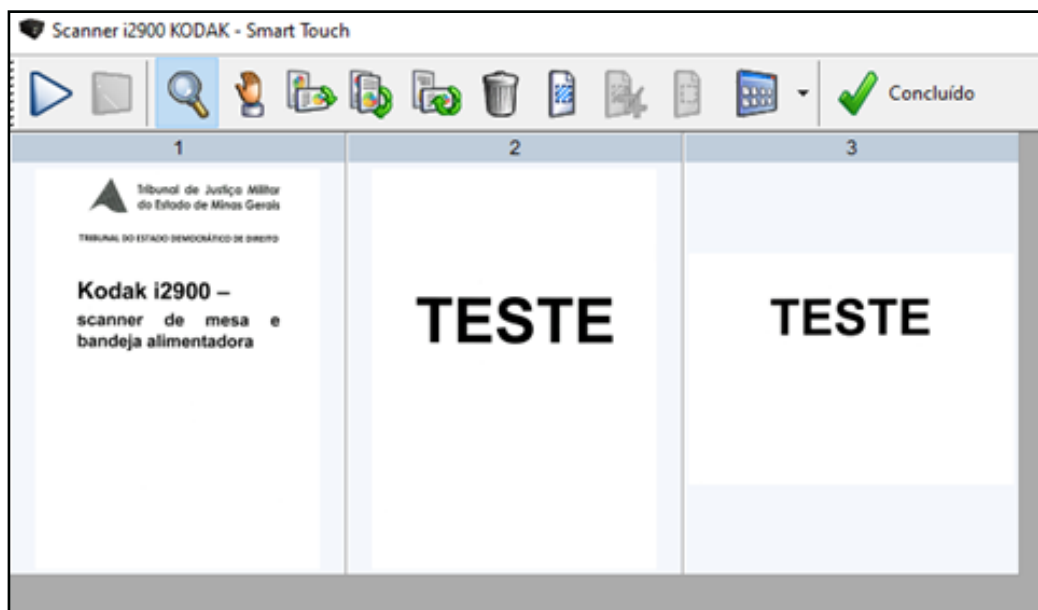 Scanner i2900 KODAK - Smart Touch
Concluído
1
2
3
Tribunal de Justiça Militar
do Estado de Minas Gerais
TRIBUNAL DO ESTADO DEMOCRÁTICO DE DIREITO
Kodak i2900 –
scanner de mesa e
bandeja alimentadora
TESTE
TESTE